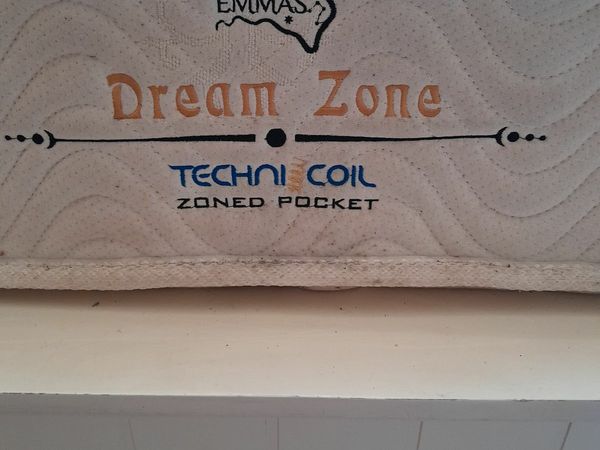 EMMAS
Dream Zone
TECHNI COIL
ZONED POCKET